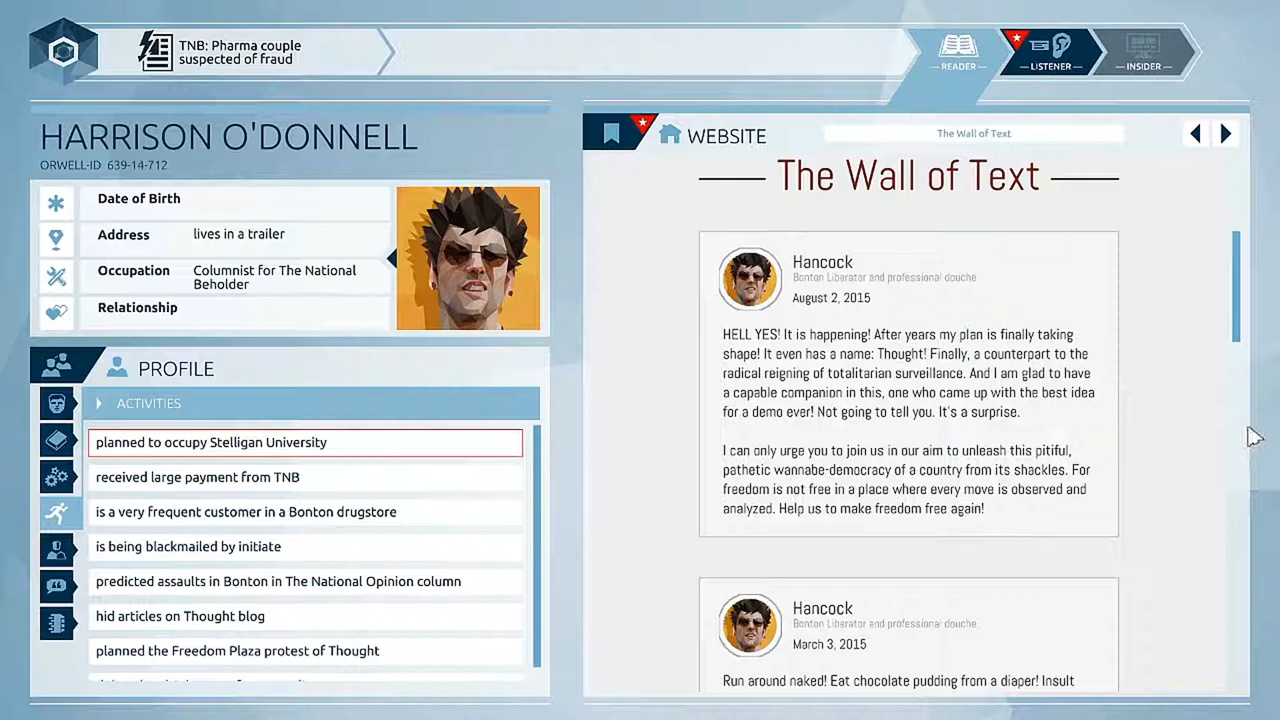 TNB: Pharma couple
suspected of fraud
READER
LISTENER
INSIDER
HARRISON O'DONNELL
ORWELL-ID 639-14-712
Date of Birth
Address lives in a trailer
Occupation Columnist for The National
Beholder
Relationship
PROFILE
ACTIVITIES
planned to occupy Stelligan University
received large payment from TNB
is a very frequent customer in a Bonton drugstore
is being blackmailed by initiate
predicted assaults in Bonton in The National Opinion column
hid articles on Thought blog
planned the Freedom Plaza protest of Thought
WEBSITE
The Wall of Text
The Wall of Text
Hancock
Bonton Liberator and professional douche
August 2, 2015
HELL YES! It is happening! After years my plan is finally taking
shape! It even has a name: Thought! Finally, a counterpart to the
radical reigning of totalitarian surveillance. And I am glad to have
a capable companion in this, one who came up with the best idea
for a demo ever! Not going to tell you. It's a surprise.
I can only urge you to join us in our aim to unleash this pitiful,
pathetic wannabe-democracy of a country from its shackles. For
freedom is not free in a place where every move is observed and
analyzed. Help us to make freedom free again!
Hancock
Bonton Liberator and professional douche
March 3, 2015
Run around naked! Eat chocolate pudding from a diaper! Insult